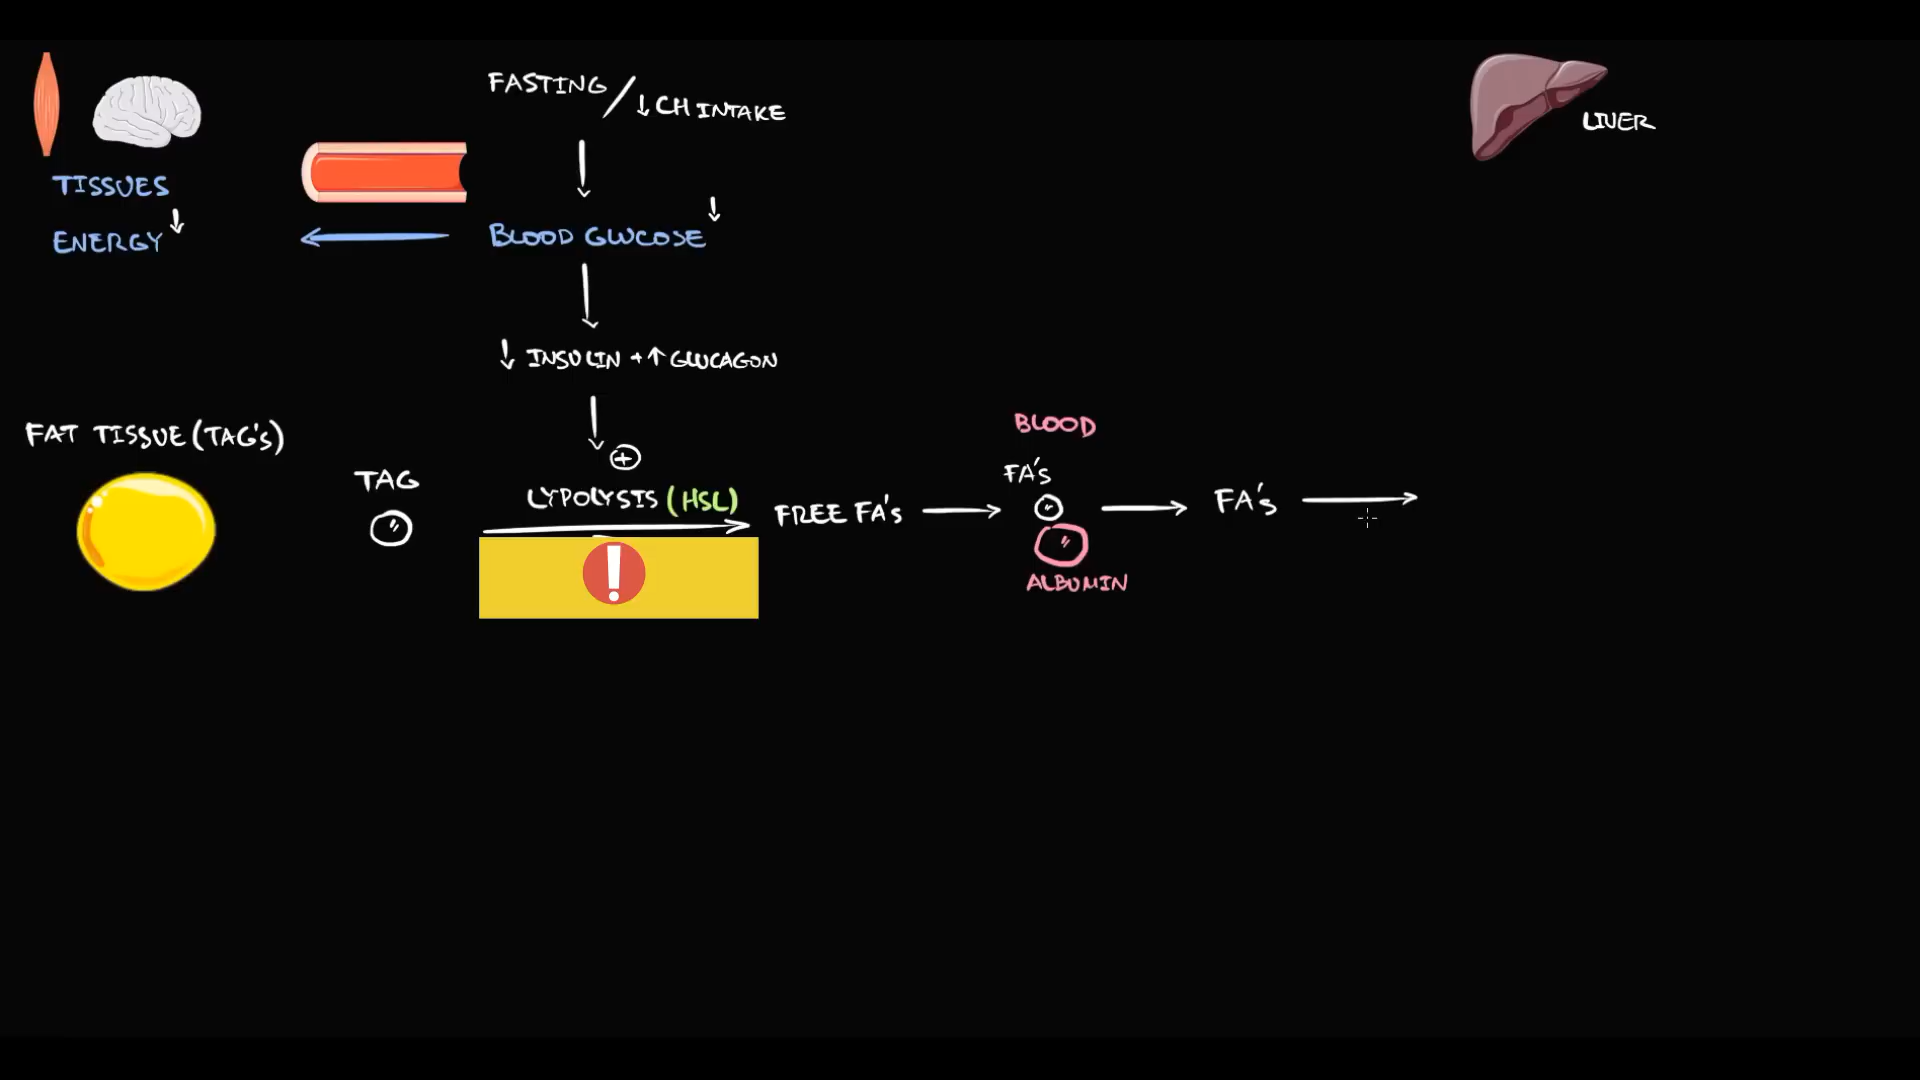 FASTING / ↓ CH INTAKE
LIVER
TISSUES
ENERGY ↓
BLOOD GLUCOSE ↓
↓ INSULIN + ↑ GLUCAGON
BLOOD
FAT TISSUE (TAG'S)
+
FA'S
TAG
LYPOLYSIS (HSL)
FREE FA'S
FA'S
!
ALBUMIN